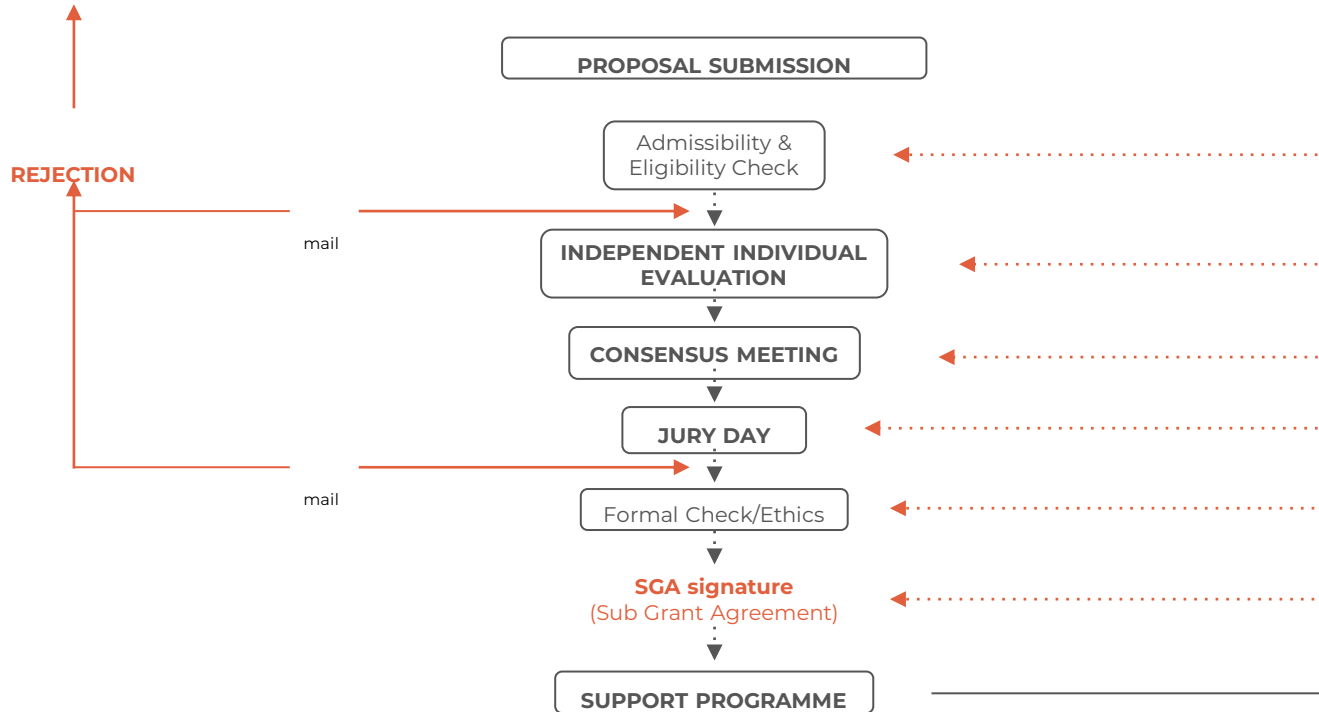 PROPOSAL SUBMISSION
Admissibility &
Eligibility Check
REJECTION
mail
INDEPENDENT INDIVIDUAL
EVALUATION
CONSENSUS MEETING
JURY DAY
mail
Formal Check/Ethics
SGA signature
(Sub Grant Agreement)
SUPPORT PROGRAMME